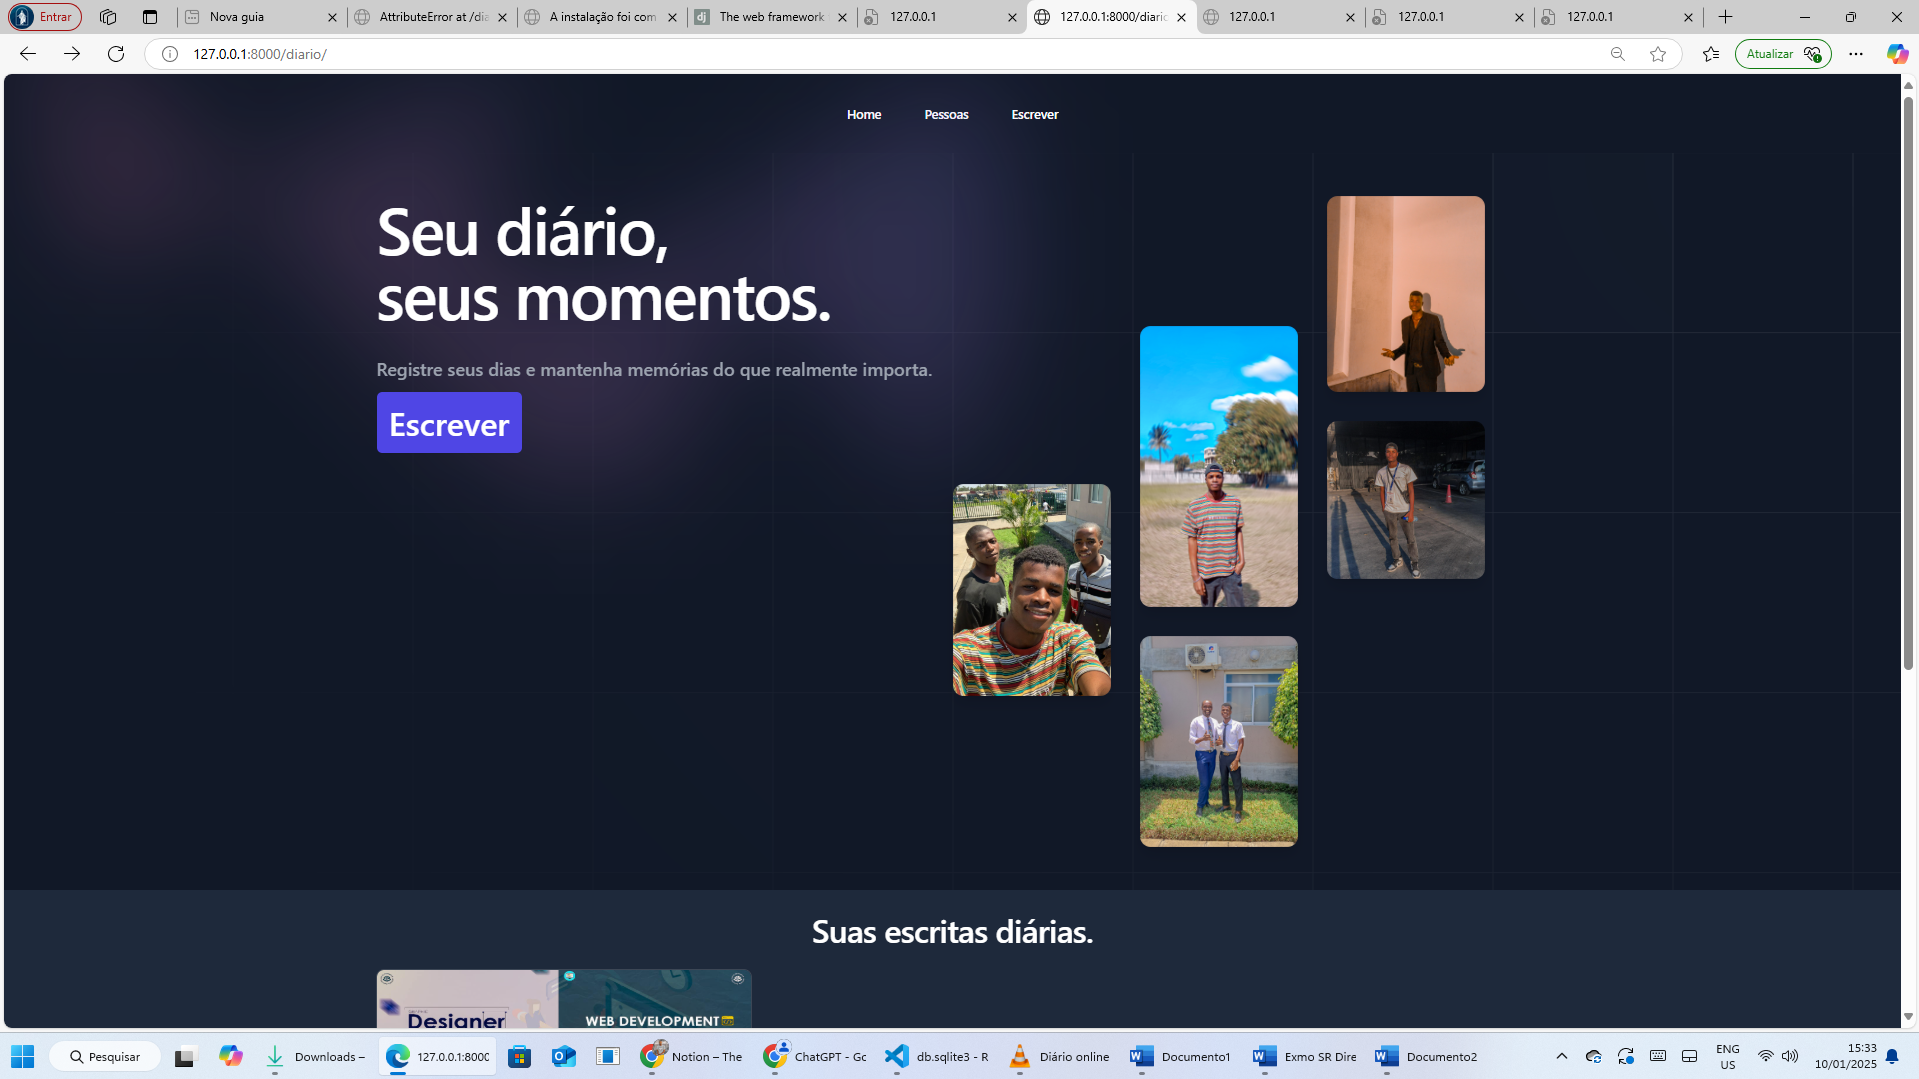 Entrar
Nova guia
AttributeError at /dia
A instalação foi com
The web framework
127.0.0.1
127.0.0.1:8000/diario
127.0.0.1
127.0.0.1
127.0.0.1
127.0.0.1:8000/diario/
Atualizar
Home
Pessoas
Escrever
Seu diário,
seus momentos.
Registre seus dias e mantenha memórias do que realmente importa.
Escrever
Suas escritas diárias.
Designer
WEB DEVELOPMENT
Pesquisar
Downloads –
127.0.0.1:8000
Notion – The
ChatGPT - Gc
db.sqlite3 - R
Diário online
Documento1
Exmo SR Dire
Documento2
ENG
US
15:33
10/01/2025